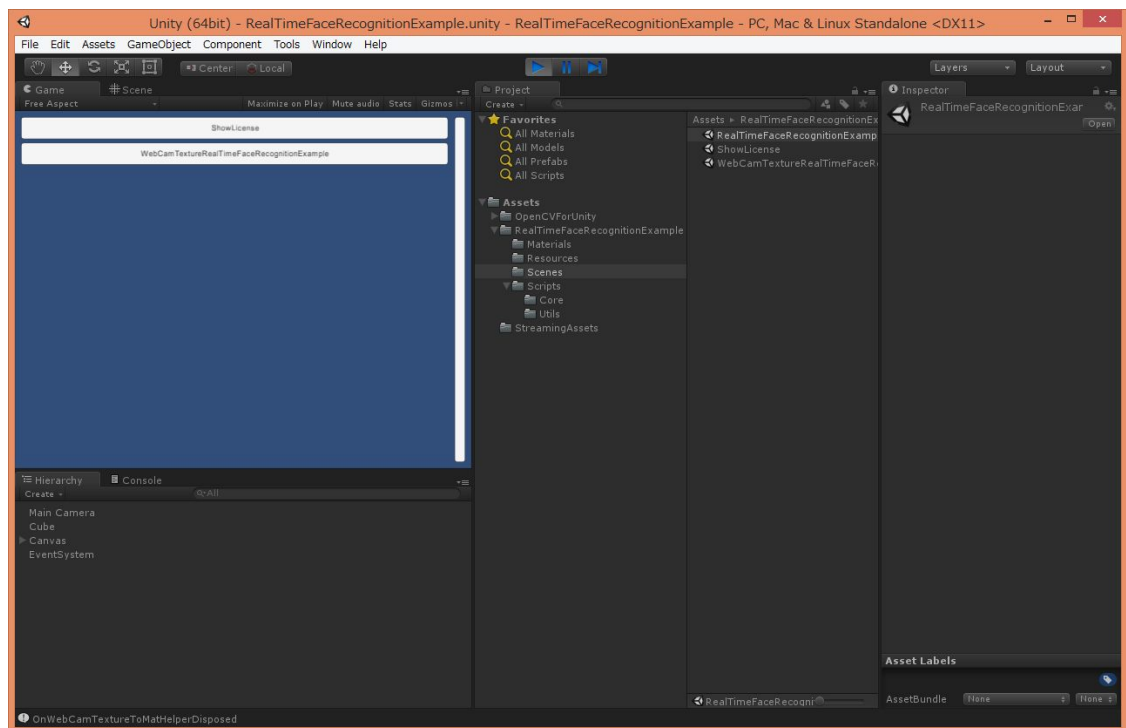 Unity (64bit) - RealTimeFaceRecognitionExample.unity - RealTimeFaceRecognitionExample - PC, Mac & Linux Standalone <DX11>
File Edit Assets GameObject Component Tools Window Help
Center Local Layers Layout
Game Scene
Free Aspect Maximize on Play Mute audio Stats Gizmos
ShowLicense
WebCamTextureRealTimeFaceRecognitionExample
Hierarchy Console
Create All
Main Camera
Cube
Canvas
EventSystem
Project
Create
Favorites
All Materials
All Models
All Prefabs
All Scripts
Assets
OpenCVForUnity
RealTimeFaceRecognitionExample
Materials
Resources
Scenes
Scripts
Core
Utils
StreamingAssets
Assets RealTimeFaceRecognitionEx
RealTimeFaceRecognitionExamp
ShowLicense
WebCamTextureRealTimeFaceR
RealTimeFaceRecogni
Inspector
RealTimeFaceRecognitionExar
Open
Asset Labels
AssetBundle None None
OnWebCamTextureToMatHelperDisposed